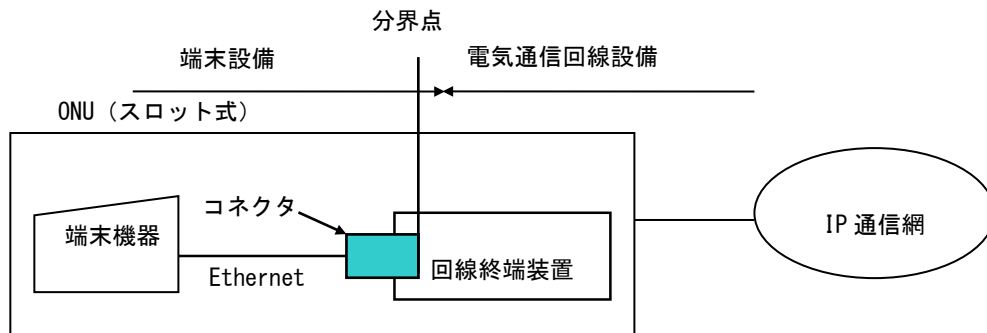 分界点
端末設備
電気通信回線設備
ONU（スロット式）
コネクタ
端末機器
Ethernet
回線終端装置
IP 通信網